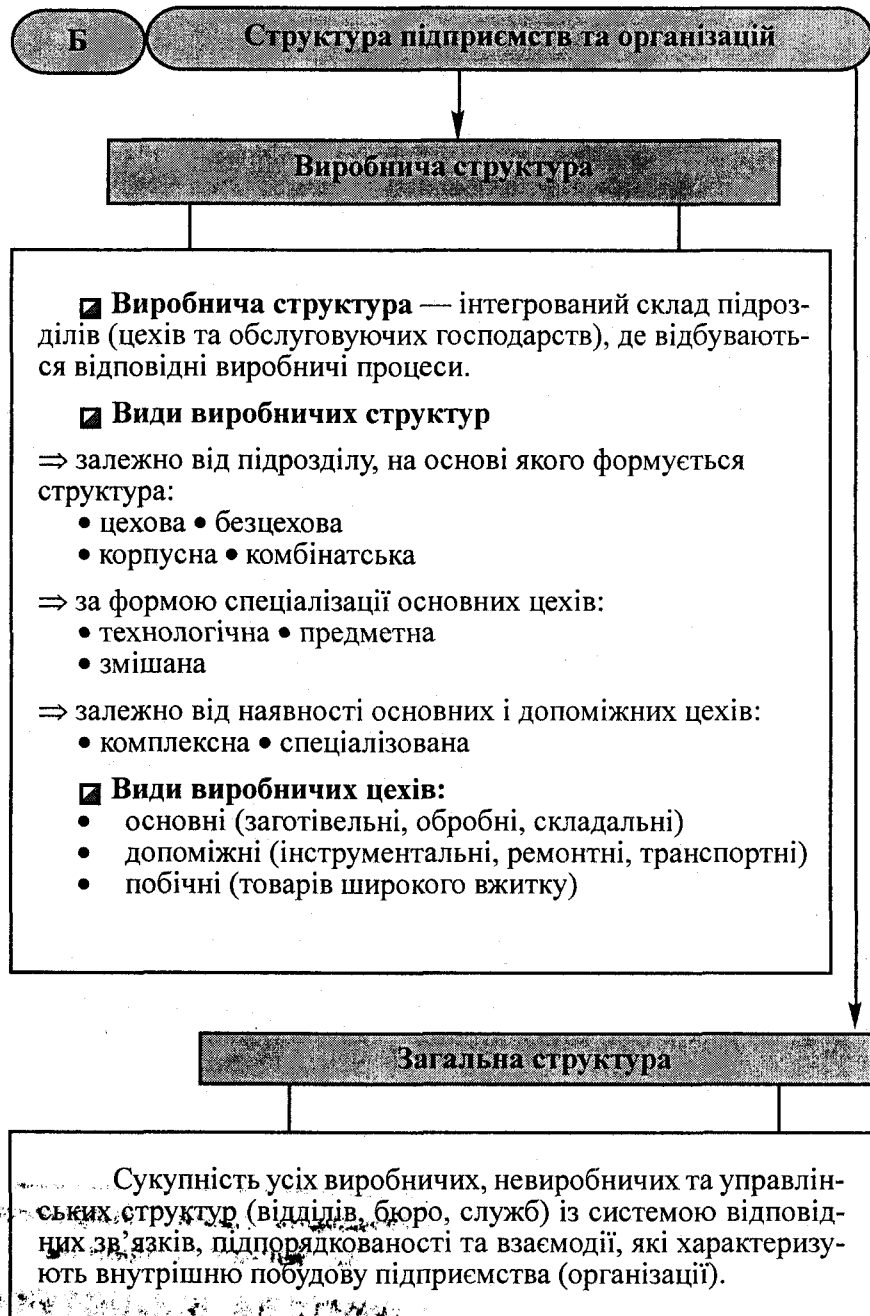 Б
Структура підприємств та організацій
Виробнича структура
Виробнича структура — інтегрований склад підроз-
ділів (цехів та обслуговуючих господарств), де відбувають-
ся відповідні виробничі процеси.
Види виробничих структур
⇒ залежно від підрозділу, на основі якого формується
структура:
• цехова • безцехова
• корпусна • комбінатська
⇒ за формою спеціалізації основних цехів:
• технологічна • предметна
• змішана
⇒ залежно від наявності основних і допоміжних цехів:
• комплексна • спеціалізована
Види виробничих цехів:
• основні (заготівельні, обробні, складальні)
• допоміжні (інструментальні, ремонтні, транспортні)
• побічні (товарів широкого вжитку)
Загальна структура
Сукупність усіх виробничих, невиробничих та управлін-
ських структур (відділів, бюро, служб) із системою відповід-
них зв’язків, підпорядкованості та взаємодії, які характеризу-
ють внутрішню побудову підприємства (організації).